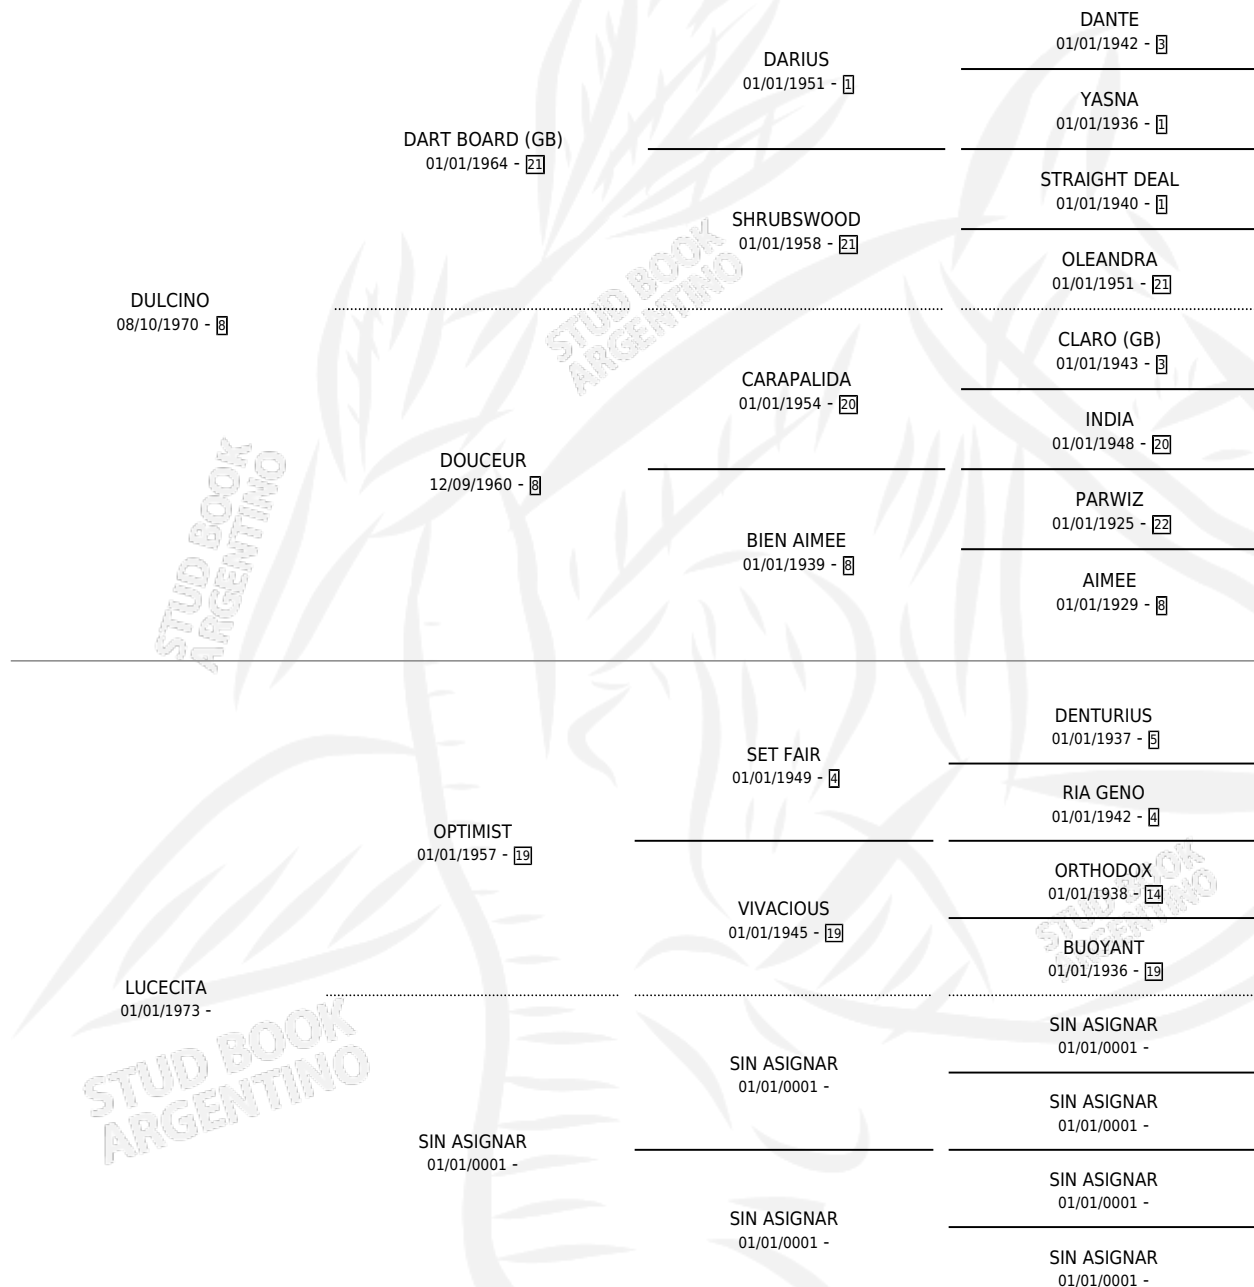 DULCINO
08/10/1970 - 8
DART BOARD (GB)
01/01/1964 - 21
DOUCEUR
12/09/1960 - 8
DARIUS
01/01/1951 - 1
SHRUBSWOOD
01/01/1958 - 21
CARAPALIDA
01/01/1954 - 20
BIEN AIMEE
01/01/1939 - 8
DANTE
01/01/1942 - 3
YASNA
01/01/1936 - 1
STRAIGHT DEAL
01/01/1940 - 1
OLEANDRA
01/01/1951 - 21
CLARO (GB)
01/01/1943 - 3
INDIA
01/01/1948 - 20
PARWIZ
01/01/1925 - 22
AIMEE
01/01/1929 - 8
STUD BOOK
ARGENTINO
STUD BOOK
ARGENTINO
LUCECITA
01/01/1973 -
OPTIMIST
01/01/1957 - 19
SIN ASIGNAR
01/01/0001 -
SET FAIR
01/01/1949 - 4
VIVACIOUS
01/01/1945 - 19
SIN ASIGNAR
01/01/0001 -
SIN ASIGNAR
01/01/0001 -
DENTURIUS
01/01/1937 - 5
RIA GENO
01/01/1942 - 4
ORTHODOX
01/01/1938 - 14
BUOYANT
01/01/1936 - 19
SIN ASIGNAR
01/01/0001 -
SIN ASIGNAR
01/01/0001 -
SIN ASIGNAR
01/01/0001 -
SIN ASIGNAR
01/01/0001 -
STUD BOOK
ARGENTINO
STUD BOOK
ARGENTINO